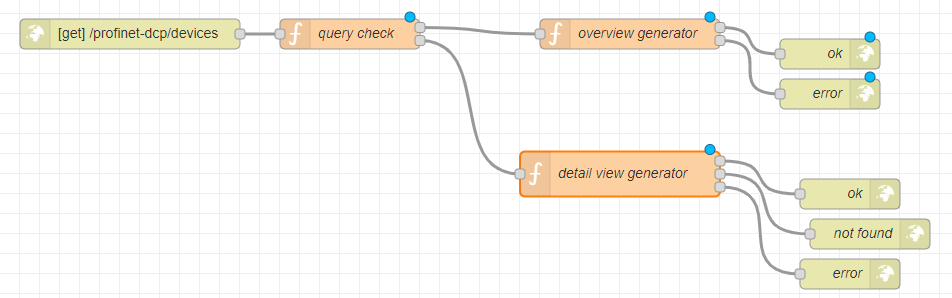 [get] /profinet-dcp/devices
query check
overview generator
ok
error
detail view generator
ok
not found
error